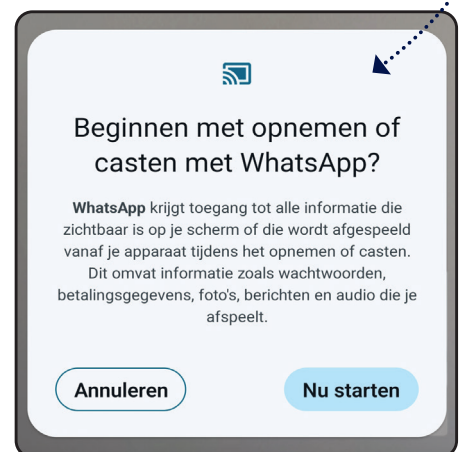 Beginnen met opnemen of
casten met WhatsApp?
WhatsApp krijgt toegang tot alle informatie die
zichtbaar is op je scherm of die wordt afgespeeld
vanaf je apparaat tijdens het opnemen of casten.
Dit omvat informatie zoals wachtwoorden,
betalingsgegevens, foto's, berichten en audio die je
afspeelt.
Annuleren
Nu starten